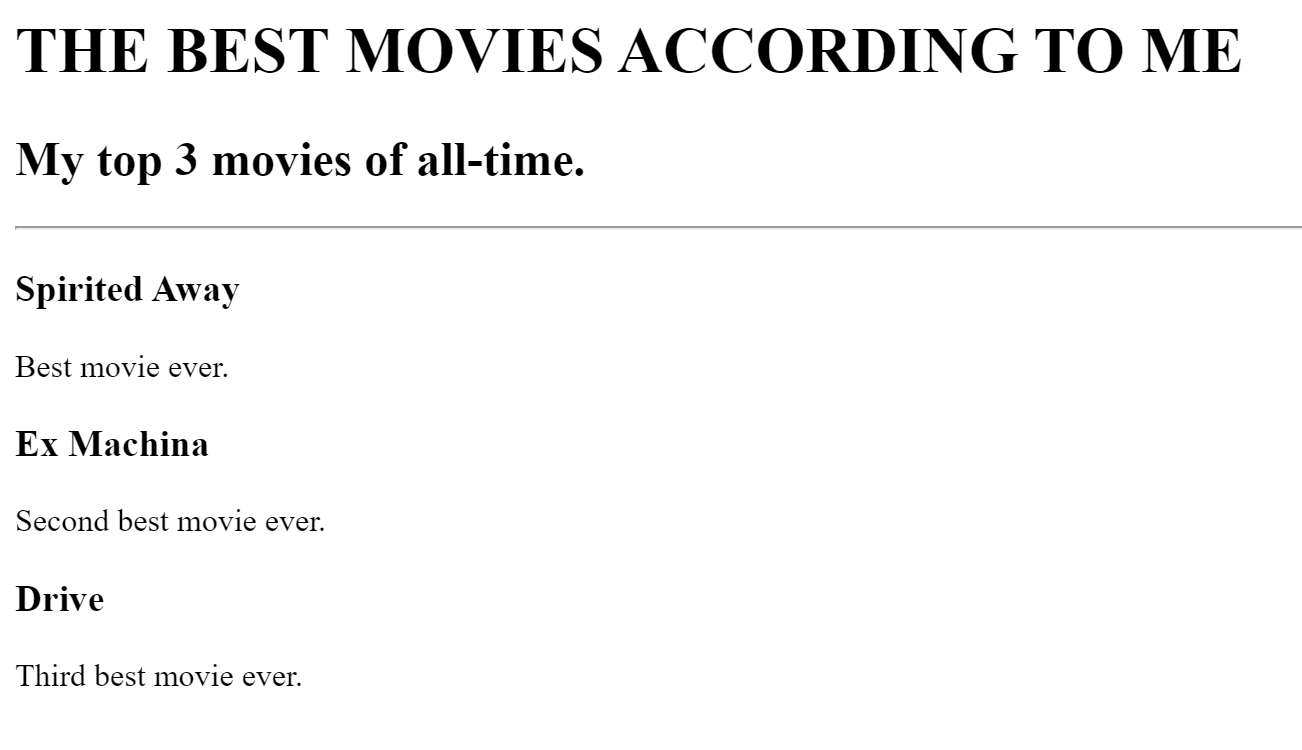 THE BEST MOVIES ACCORDING TO ME
My top 3 movies of all-time.
Spirited Away
Best movie ever.
Ex Machina
Second best movie ever.
Drive
Third best movie ever.